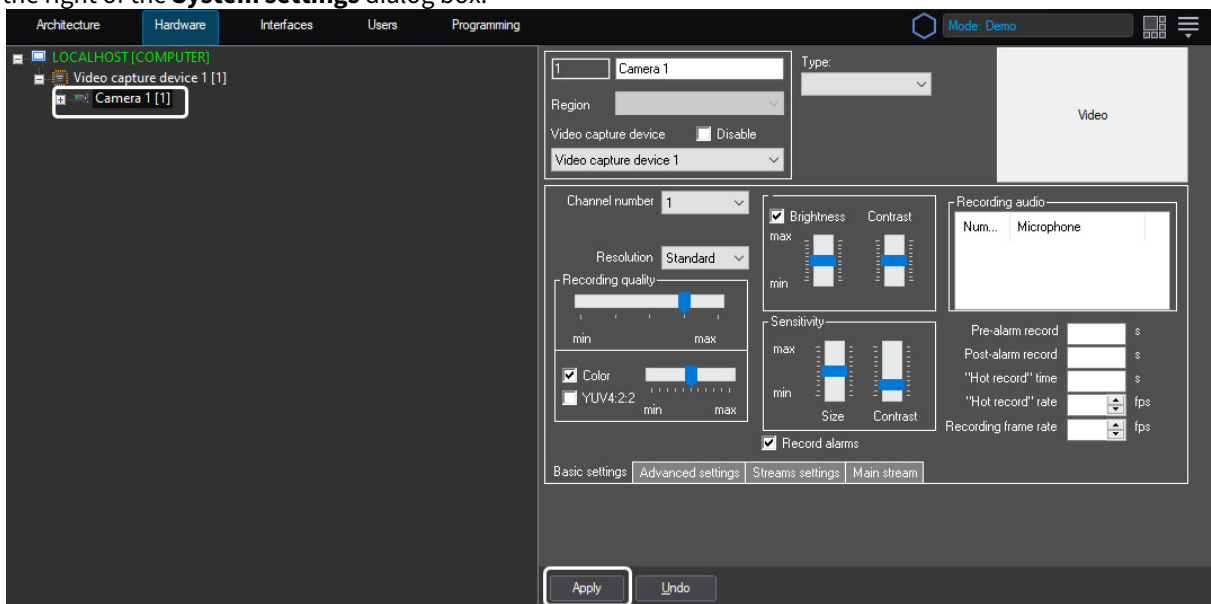 the right of the System settings dialog box.
Architecture Hardware Interfaces Users Programming Mode: Demo
LOCALHOST [COMPUTER]
Video capture device 1 [1]
Camera 1 [1]
1 Camera 1
Type:
Region
Video capture device Disable
Video capture device 1
Video
Channel number 1
Resolution Standard
Recording quality
min max
Color
YUV4:2:2
min max
Brightness Contrast
max
min
Sensitivity
max
min
Size Contrast
Record alarms
Recording audio
Num... Microphone
Pre-alarm record s
Post-alarm record s
"Hot record" time s
"Hot record" rate fps
Recording frame rate fps
Basic settings Advanced settings Streams settings Main stream
Apply Undo